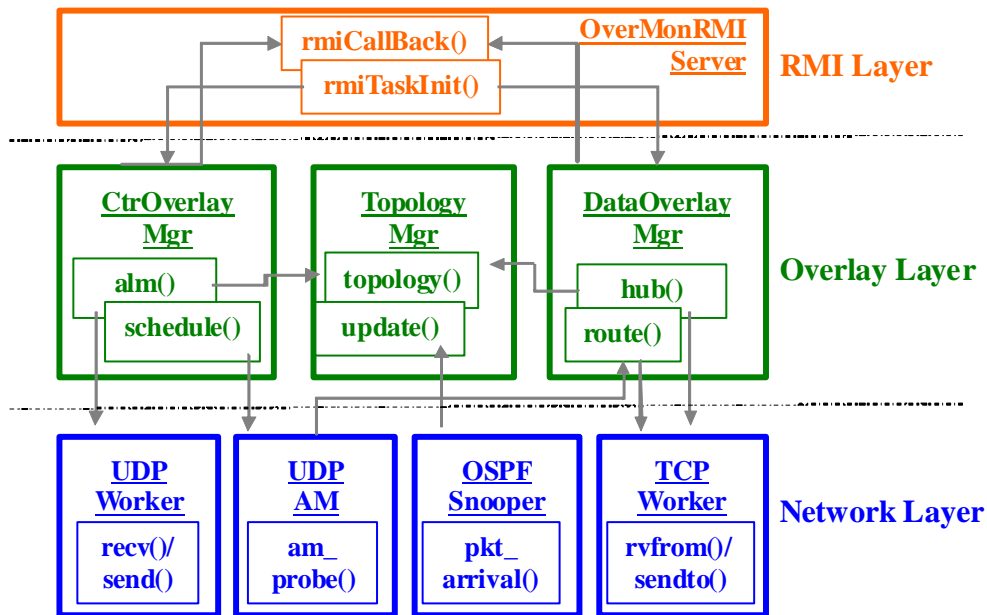 rmiCallBack()
OverMonRMI
Server
rmiTaskInit()
RMI Layer
CtrOverlay
Mgr
alm()
schedule()
Topology
Mgr
topology()
update()
DataOverlay
Mgr
hub()
route()
Overlay Layer
UDP
Worker
recv()/
send()
UDP
AM
am_
probe()
OSPF
Snooper
pkt_
arrival()
TCP
Worker
rvfrom()/
sendto()
Network Layer